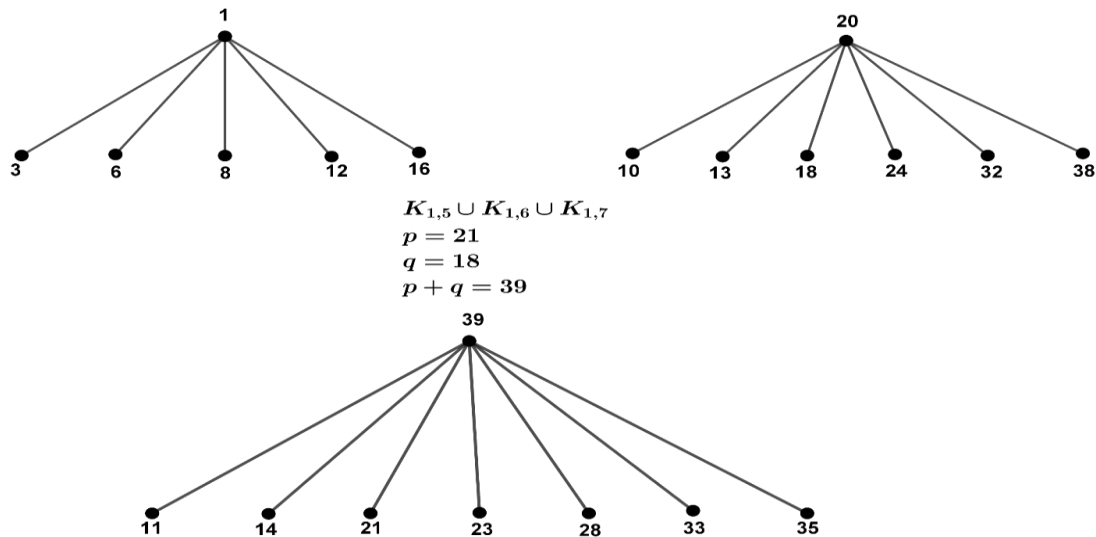 1
20
3 6 8 12 16
10 13 18 24 32 38
K₁,₅ ∪ K₁,₆ ∪ K₁,₇
p = 21
q = 18
p + q = 39
39
11 14 21 23 28 33 35